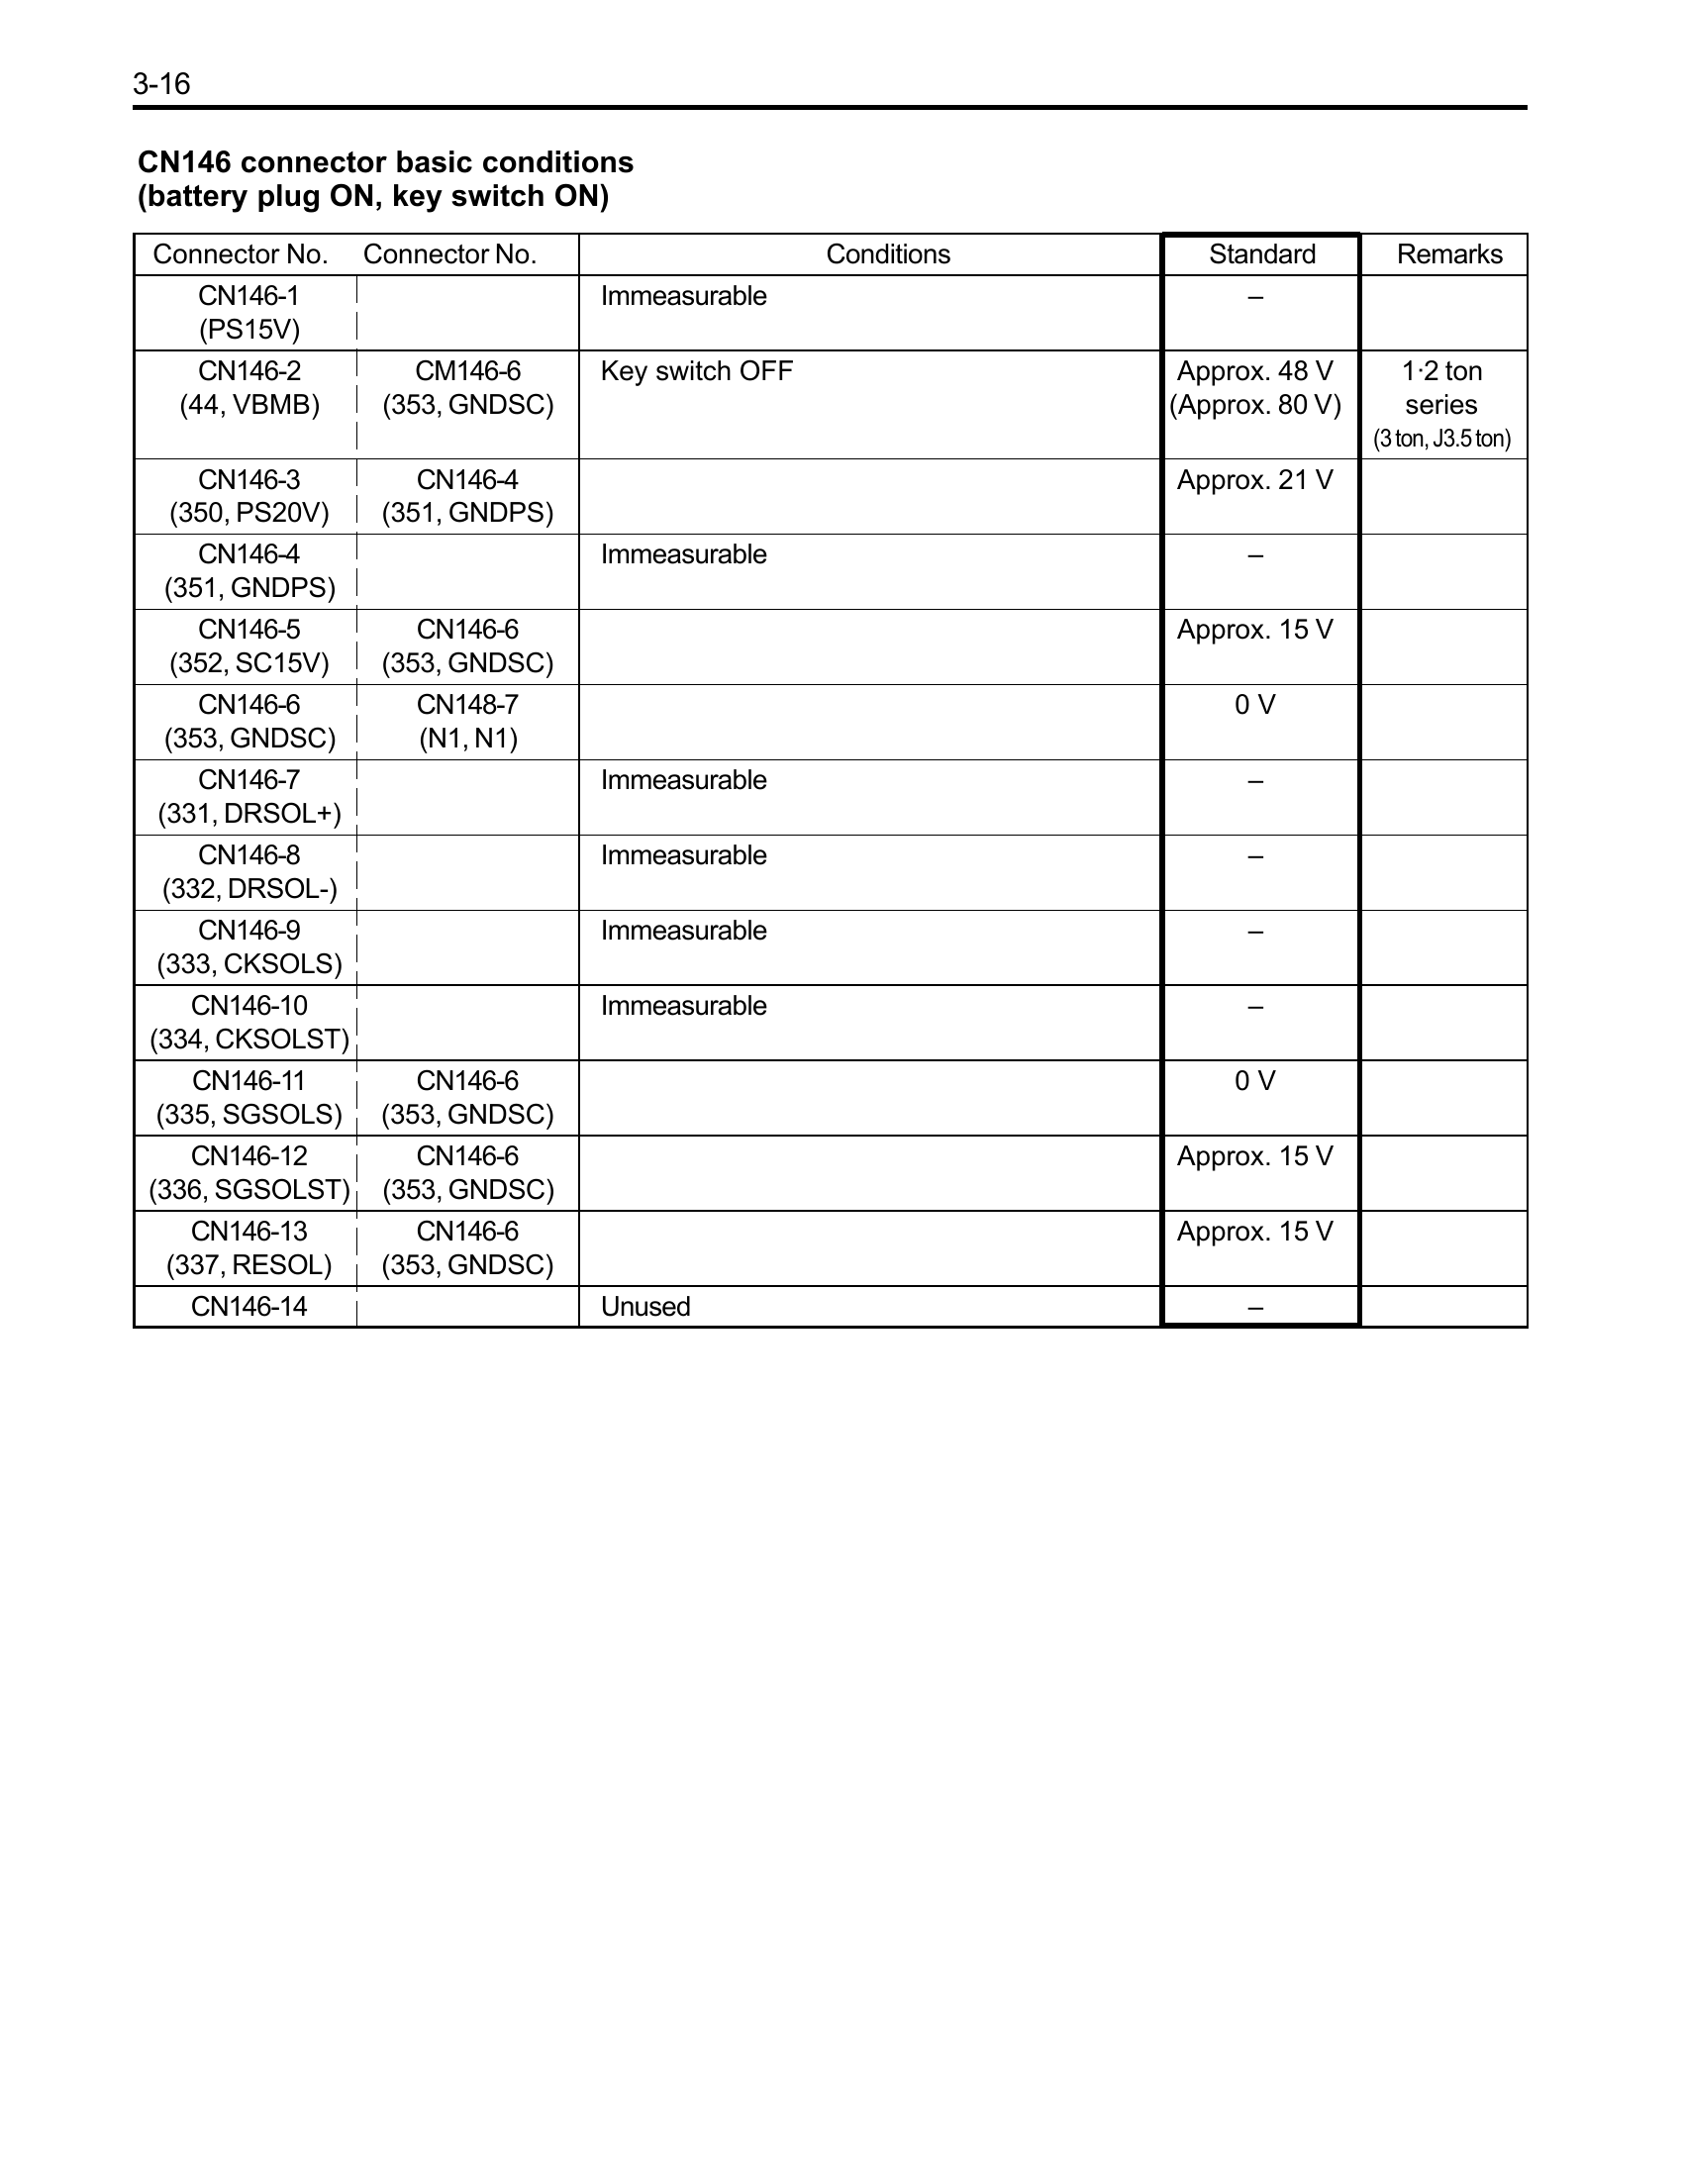 3-16
CN146 connector basic conditions
(battery plug ON, key switch ON)
Connector No. Connector No. Conditions Standard Remarks
CN146-1 Immeasurable –
(PS15V)
CN146-2 CM146-6 Key switch OFF Approx. 48 V 1·2 ton
(44, VBMB) (353, GNDSC) (Approx. 80 V) series
(3 ton, J3.5 ton)
CN146-3 CN146-4 Approx. 21 V
(350, PS20V) (351, GNDPS)
CN146-4 Immeasurable –
(351, GNDPS)
CN146-5 CN146-6 Approx. 15 V
(352, SC15V) (353, GNDSC)
CN146-6 CN148-7 0 V
(353, GNDSC) (N1, N1)
CN146-7 Immeasurable –
(331, DRSOL+)
CN146-8 Immeasurable –
(332, DRSOL-)
CN146-9 Immeasurable –
(333, CKSOLS)
CN146-10 Immeasurable –
(334, CKSOLST)
CN146-11 CN146-6 0 V
(335, SGSOLS) (353, GNDSC)
CN146-12 CN146-6 Approx. 15 V
(336, SGSOLST) (353, GNDSC)
CN146-13 CN146-6 Approx. 15 V
(337, RESOL) (353, GNDSC)
CN146-14 Unused –